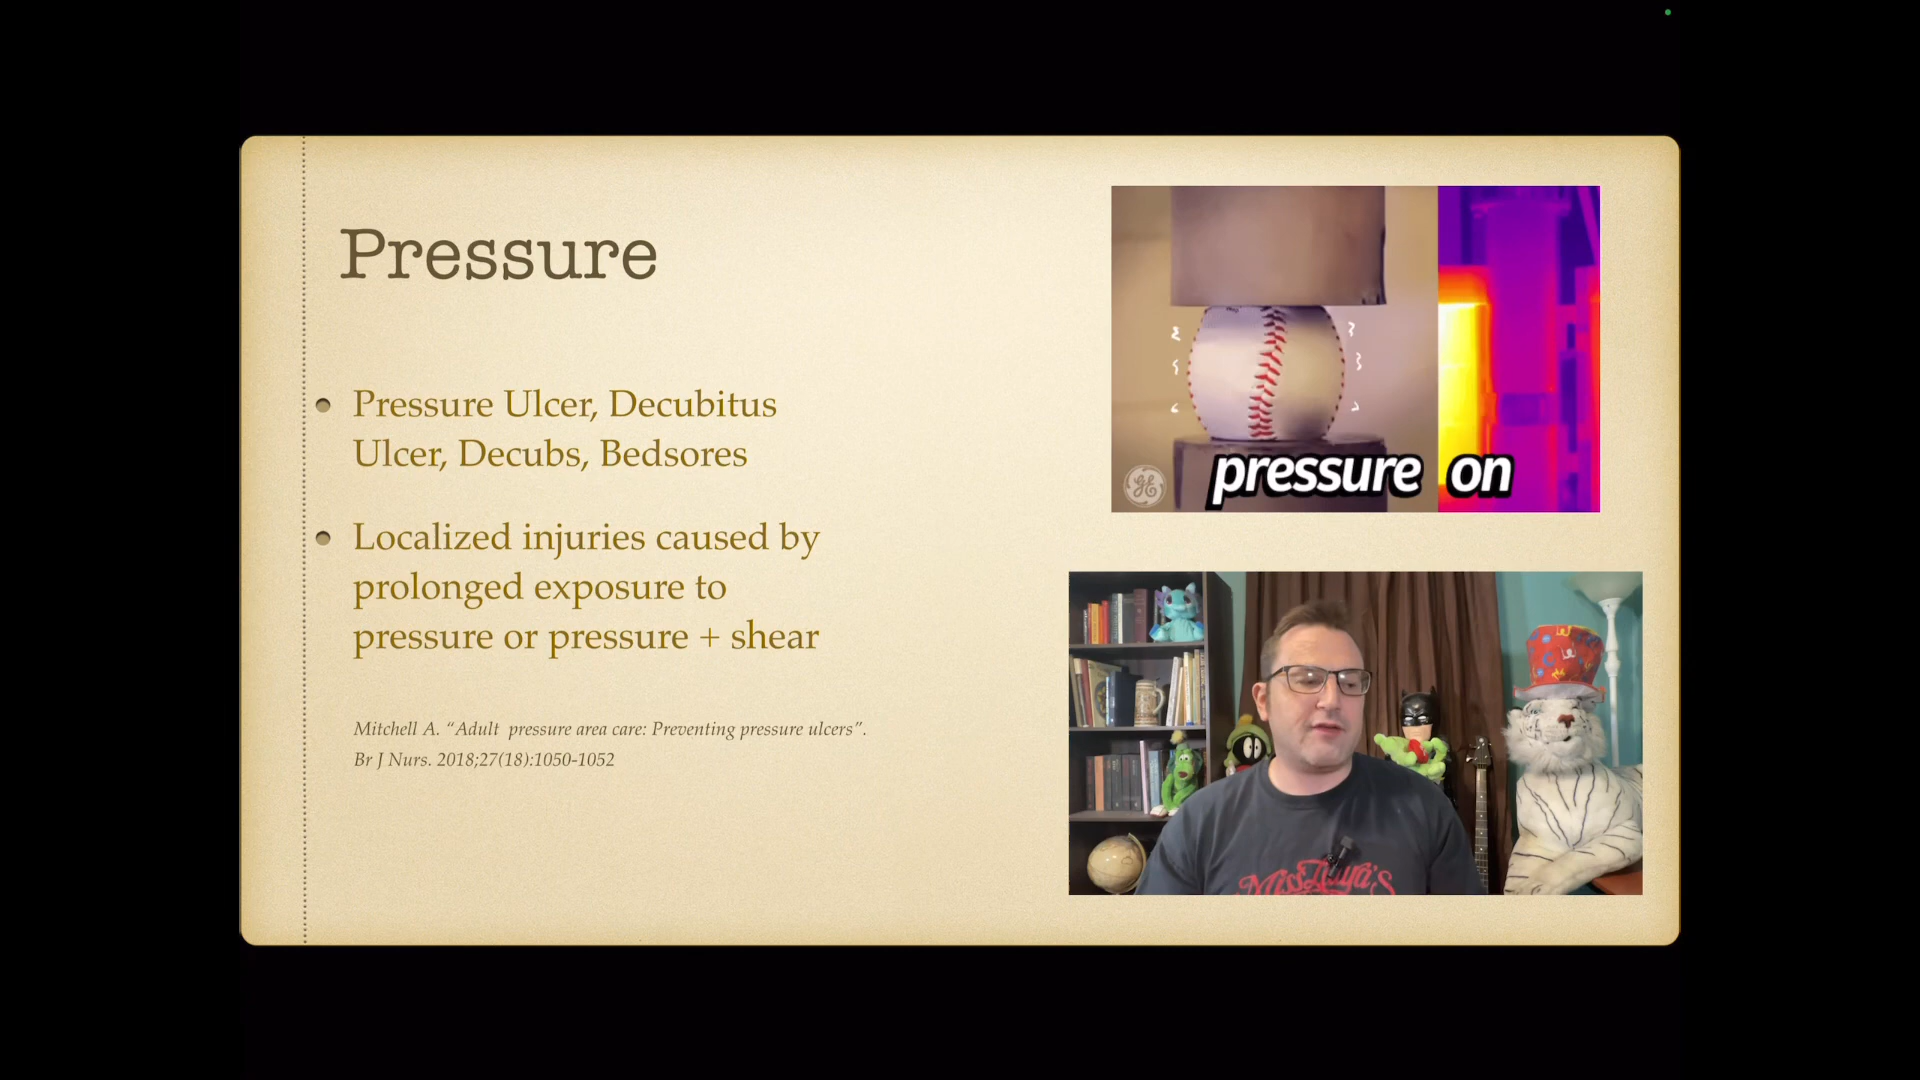 Pressure
Pressure Ulcer, Decubitus
Ulcer, Decubs, Bedsores
Localized injuries caused by
prolonged exposure to
pressure or pressure + shear
Mitchell A. “Adult pressure area care: Preventing pressure ulcers”.
Br J Nurs. 2018;27(18):1050-1052
pressure on